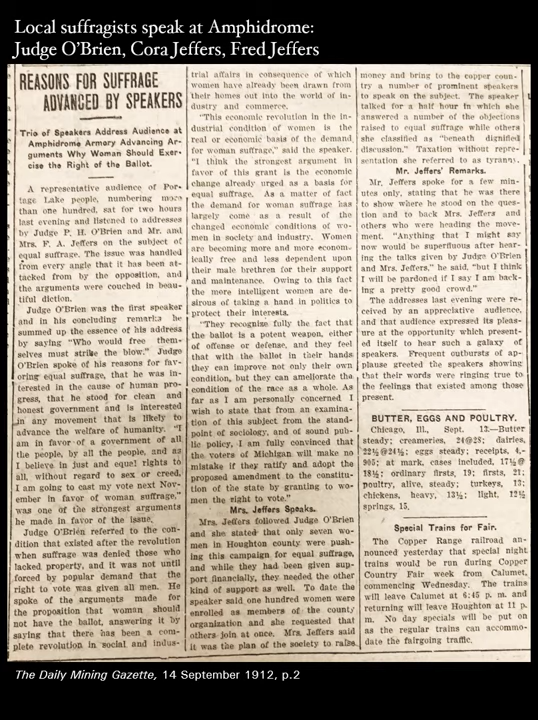 Local suffragists speak at Amphidrome:
Judge O'Brien, Cora Jeffers, Fred Jeffers
REASONS FOR SUFFRAGE
ADVANCED BY SPEAKERS
Trio of Speakers Address Audience at
Amphidrome Armory Advancing Ar-
guments Why Woman Should Exer-
cise the Right of the Ballot.
A representative audience of Por-
tage Lake people, numbering more
than one hundred, sat for two hours
last evening and listened to addresses
by Judge P. H. O'Brien and Mr. and
Mrs. F. A. Jeffers on the subject of
equal suffrage. The issue was handled
from every angle that it has been at-
tacked from by the opposition, and
the arguments were couched in beau-
tiful diction.
Judge O'Brien was the first speaker
and in his concluding remarks he
summed up the essence of his address
by saying "Who would free them-
selves must strike the blow." Judge
O'Brien spoke of his reasons for fav-
oring equal suffrage, that he was in-
terested in the cause of human pro-
gress, that he stood for clean and
honest government and is interested
in any movement that is likely to
advance the welfare of humanity. "I
am in favor of a government of all
the people, by all the people, and as
I believe in just and equal rights to
all, without regard to sex or creed,
I am going to cast my vote next Nov-
ember in favor of woman suffrage,"
was one of the strongest arguments
he made in favor of the issue.
Judge O'Brien referred to the con-
dition that existed after the revolution
when suffrage was denied those who
lacked property, and it was not until
forced by popular demand that the
right to vote was given all men. He
spoke of the arguments made for
the proposition that woman should
not have the ballot, answering it by
saying that there has been a com-
plete revolution in social and indus-
trial affairs in consequence of which
women have already been drawn from
their homes out into the world of in-
dustry and commerce.
"This economic revolution in the in-
dustrial condition of women is the
real or economic basis of the demand
for woman suffrage," said the speaker.
"I think the strongest argument in
favor of this grant is the economic
change already urged as a basis for
equal suffrage. As a matter of fact
the demand for woman suffrage has
largely come as a result of the
changed economic conditions of wo-
men in society and industry. Women
are becoming more and more econom-
ically free and less dependent upon
their male brethren for their support
and maintenance. Owing to this fact
the more intelligent women are de-
sirous of taking a hand in politics to
protect their interests.
"They recognize fully the fact that
the ballot is a potent weapon, either
of offense or defense, and they feel
that with the ballot in their hands
they can improve not only their own
condition, but they can ameliorate the
condition of the race as a whole. As
far as I am personally concerned I
wish to state that from an examina-
tion of this subject from the stand-
point of sociology, and of sound pub-
lic policy, I am fully convinced that
the voters of Michigan will make no
mistake if they ratify and adopt the
proposed amendment to the constitu-
tion of the state by granting to wo-
men the right to vote."
Mrs. Jeffers Speaks.
Mrs. Jeffers followed Judge O'Brien
and she stated that only seven wo-
men in Houghton county were push-
ing this campaign for equal suffrage,
and while they had been given sup-
port financially, they needed the other
kind of support as well. To date the
speaker said one hundred women were
enrolled as members of the county
organization and she requested that
others join at once. Mrs. Jeffers said
it was the plan of the society to raise
money and bring to the copper coun-
try a number of prominent speakers
to speak on the subject. The speaker
talked for a half hour in which she
answered a number of the objections
raised to equal suffrage while others
she classified as "beneath dignified
discussion." Taxation without repre-
sentation she referred to as tyranny.
Mr. Jeffers' Remarks.
Mr. Jeffers spoke for a few min-
utes only, stating that he was there
to show where he stood on the ques-
tion and to back Mrs. Jeffers and
others who were heading the move-
ment. "Anything that I might say
now would be superfluous after hear-
ing the talks given by Judge O'Brien
and Mrs. Jeffers," he said, "but I think
I will be pardoned if I say I am back-
ing a pretty good crowd."
The addresses last evening were re-
ceived by an appreciative audience,
and that audience expressed its pleas-
ure at the opportunity which present-
ed itself to hear such a galaxy of
speakers. Frequent outbursts of ap-
plause greeted the speakers showing
that their words were ringing true to
the feelings that existed among those
present.
BUTTER, EGGS AND POULTRY.
Chicago, Ill., Sept. 13.—Butter
steady; creameries, 24@28; dairies,
22½@24½; eggs steady; receipts, 4,-
905; at mark, cases included, 17½@
18½; ordinary firsts, 19; firsts, 21;
poultry, alive, steady; turkeys, 13;
chickens, heavy, 13½; light, 12½
springs, 15.
Special Trains for Fair.
The Copper Range railroad an-
nounced yesterday that special night
trains would be run during Copper
Country Fair week from Calumet,
commencing Wednesday. The trains
will leave Calumet at 6:45 p. m. and
returning will leave Houghton at 11 p.
m. No day specials will be put on
as the regular trains can accommo-
date the fairgoing traffic.
The Daily Mining Gazette, 14 September 1912, p.2